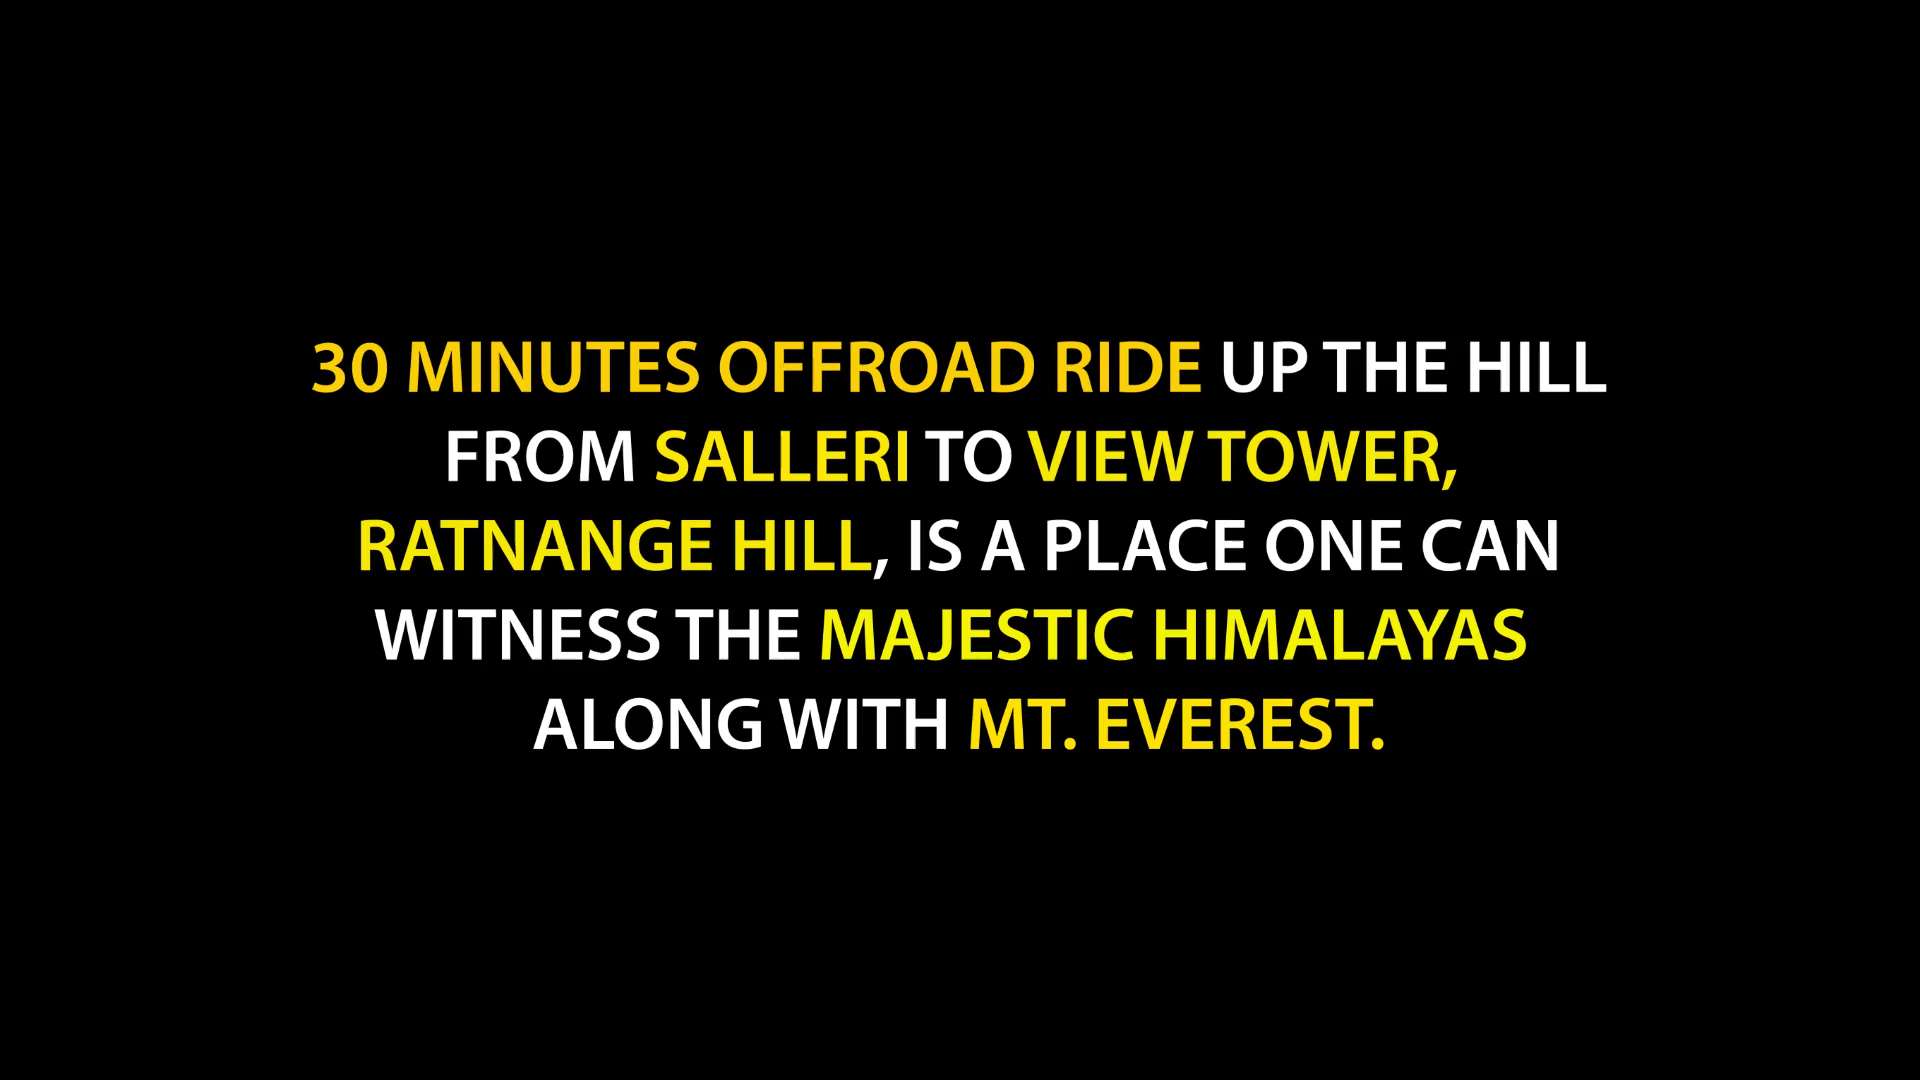 30 MINUTES OFFROAD RIDE UP THE HILL
FROM SALLERI TO VIEW TOWER,
RATNANGE HILL, IS A PLACE ONE CAN
WITNESS THE MAJESTIC HIMALAYAS
ALONG WITH MT. EVEREST.